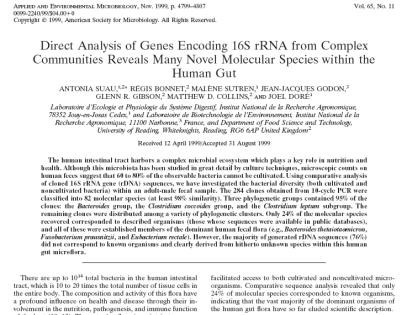 APPLIED AND ENVIRONMENTAL MICROBIOLOGY, Nov. 1999, p. 4799–4807
0099-2240/99/$04.00+0
Copyright © 1999, American Society for Microbiology. All Rights Reserved.
Vol. 65, No. 11
Direct Analysis of Genes Encoding 16S rRNA from Complex
Communities Reveals Many Novel Molecular Species within the
Human Gut
ANTONIA SUAU,1,2* RÉGIS BONNET,2 MALÈNE SUTREN,1 JEAN-JACQUES GODON,2
GLENN R. GIBSON,3 MATTHEW D. COLLINS,3 AND JOEL DORÉ1
Laboratoire d'Ecologie et Physiologie du Système Digestif, Institut National de la Recherche Agronomique,
78352 Jouy-en-Josas Cedex,1 and Laboratoire de Biotechnologie de l'Environnement, Institut National de la
Recherche Agronomique, 11100 Narbonne,2 France, and Department of Food Science and Technology,
University of Reading, Whiteknights, Reading, RG6 6AP United Kingdom3
Received 12 April 1999/Accepted 31 August 1999
The human intestinal tract harbors a complex microbial ecosystem which plays a key role in nutrition and
health. Although this microbiota has been studied in great detail by culture techniques, microscopic counts on
human feces suggest that 60 to 80% of the observable bacteria cannot be cultivated. Using comparative analysis
of cloned 16S rRNA gene (rDNA) sequences, we have investigated the bacterial diversity (both cultivated and
noncultivated bacteria) within an adult-male fecal sample. The 284 clones obtained from 10-cycle PCR were
classified into 82 molecular species (at least 98% similarity). Three phylogenetic groups contained 95% of the
clones: the Bacteroides group, the Clostridium coccoides group, and the Clostridium leptum subgroup. The
remaining clones were distributed among a variety of phylogenetic clusters. Only 24% of the molecular species
recovered corresponded to described organisms (those whose sequences were available in public databases),
and all of these were established members of the dominant human fecal flora (e.g., Bacteroides thetaiotaomicron,
Fusobacterium prausnitzii, and Eubacterium rectale). However, the majority of generated rDNA sequences (76%)
did not correspond to known organisms and clearly derived from hitherto unknown species within this human
gut microflora.
There are up to 1014 total bacteria in the human intestinal
tract, which is 10 to 20 times the total number of tissue cells in
the entire body. The composition and activity of this flora have
a profound influence on health and disease through their in-
volvement in the nutrition, pathogenesis, and immune function
facilitated access to both cultivated and noncultivated micro-
organisms. Comparative sequence analysis revealed that only
24% of the molecular species corresponded to known organisms,
indicating that the vast majority of the dominant organisms of
the human gut flora have so far eluded scientific description.